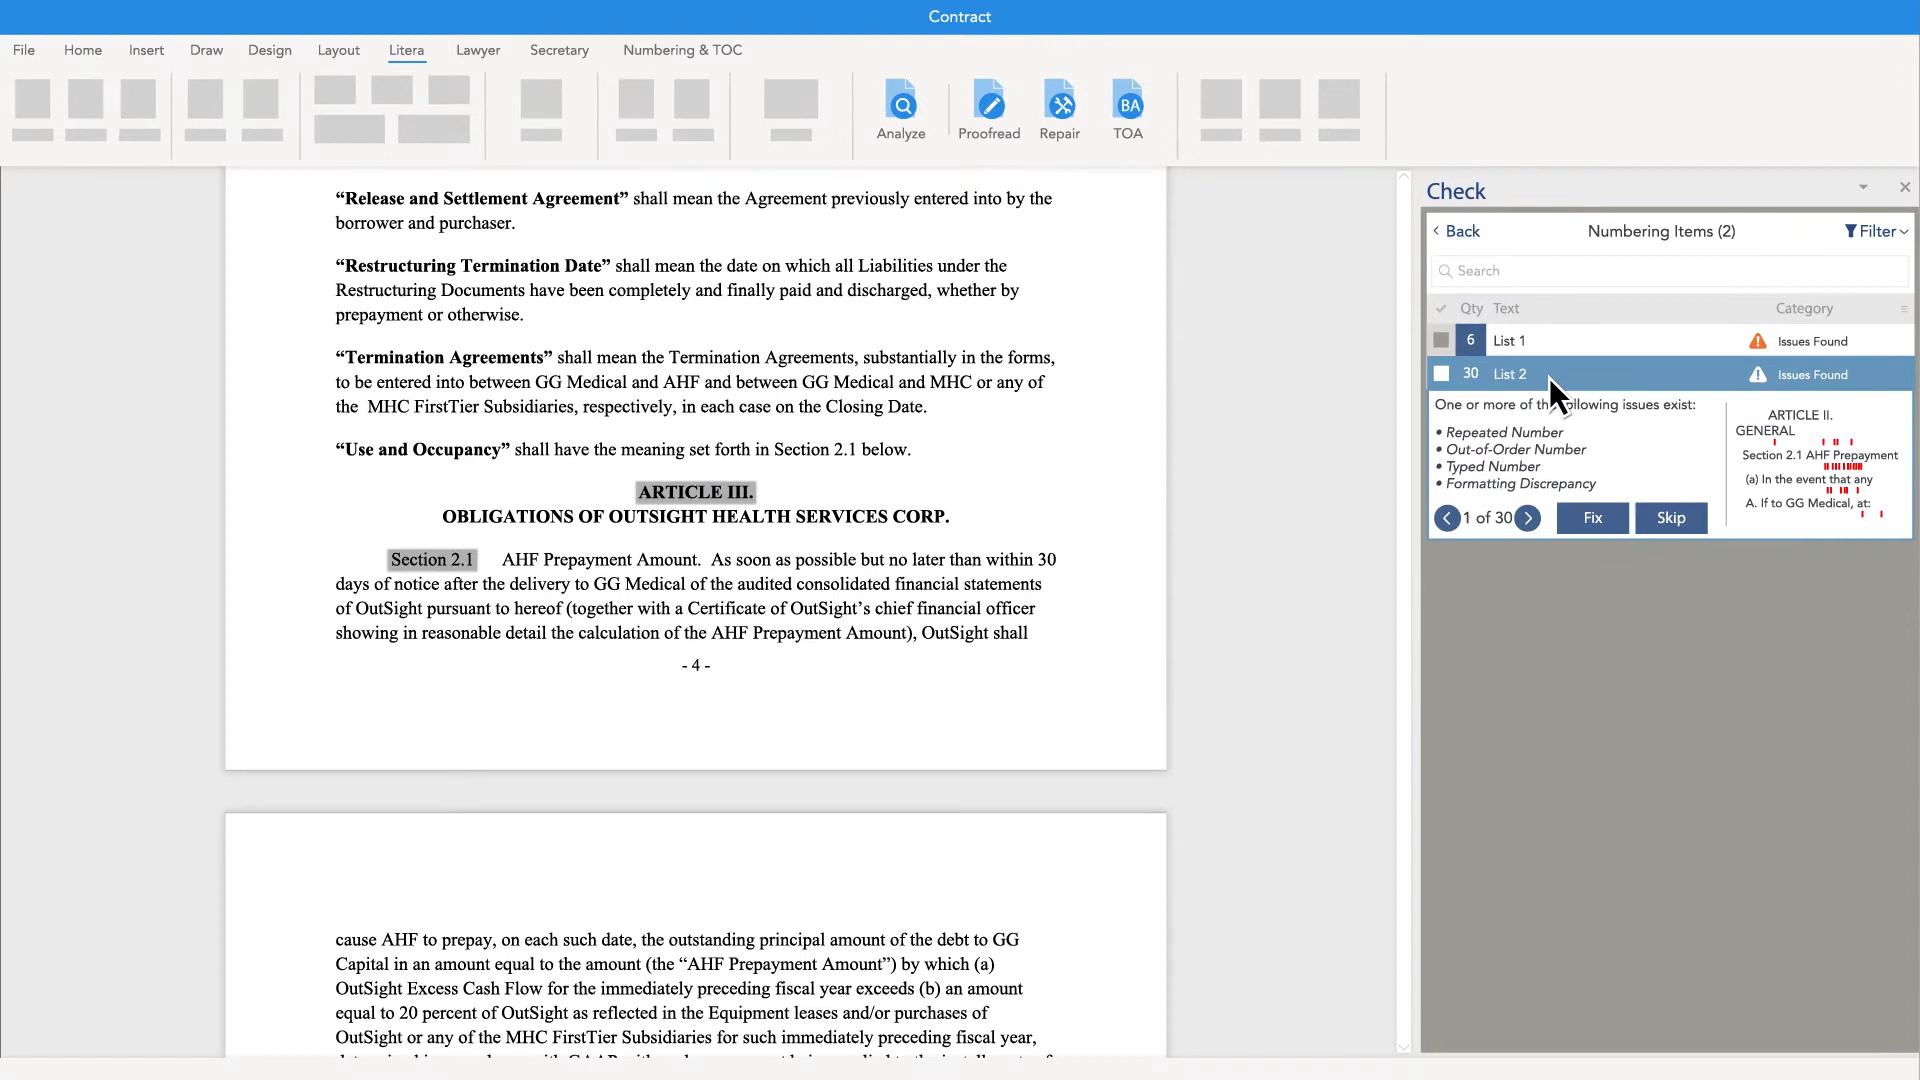 Contract
File Home Insert Draw Design Layout Litera Lawyer Secretary Numbering & TOC
Analyze Proofread Repair BA TOA
“Release and Settlement Agreement” shall mean the Agreement previously entered into by the
borrower and purchaser.
“Restructuring Termination Date” shall mean the date on which all Liabilities under the
Restructuring Documents have been completely and finally paid and discharged, whether by
prepayment or otherwise.
“Termination Agreements” shall mean the Termination Agreements, substantially in the forms,
to be entered into between GG Medical and AHF and between GG Medical and MHC or any of
the MHC FirstTier Subsidiaries, respectively, in each case on the Closing Date.
“Use and Occupancy” shall have the meaning set forth in Section 2.1 below.
ARTICLE III.
OBLIGATIONS OF OUTSIGHT HEALTH SERVICES CORP.
Section 2.1 AHF Prepayment Amount. As soon as possible but no later than within 30
days of notice after the delivery to GG Medical of the audited consolidated financial statements
of OutSight pursuant to hereof (together with a Certificate of OutSight’s chief financial officer
showing in reasonable detail the calculation of the AHF Prepayment Amount), OutSight shall
- 4 -
cause AHF to prepay, on each such date, the outstanding principal amount of the debt to GG
Capital in an amount equal to the amount (the “AHF Prepayment Amount”) by which (a)
OutSight Excess Cash Flow for the immediately preceding fiscal year exceeds (b) an amount
equal to 20 percent of OutSight as reflected in the Equipment leases and/or purchases of
OutSight or any of the MHC FirstTier Subsidiaries for such immediately preceding fiscal year,
Check
Back Numbering Items (2) Filter
Search
Qty Text Category
6 List 1 Issues Found
30 List 2 Issues Found
One or more of the following issues exist:
• Repeated Number
• Out-of-Order Number
• Typed Number
• Formatting Discrepancy
1 of 30 Fix Skip
ARTICLE II.
GENERAL
Section 2.1 AHF Prepayment
(a) In the event that any
A. If to GG Medical, at: